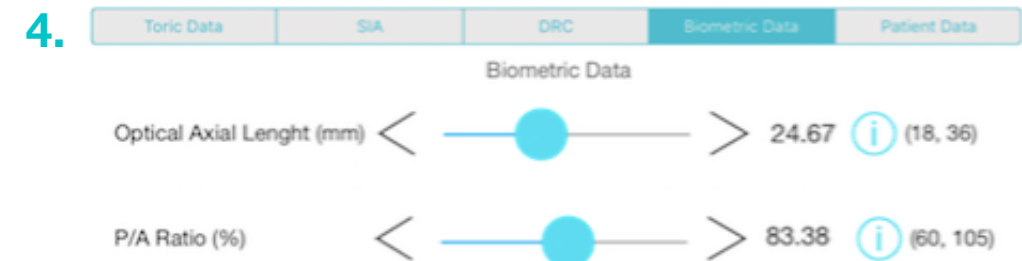 4. Toric Data SIA DRC Biometric Data Patient Data
Biometric Data
Optical Axial Lenght (mm) < > 24.67 i (18, 36)
P/A Ratio (%) < > 83.38 i (60, 105)